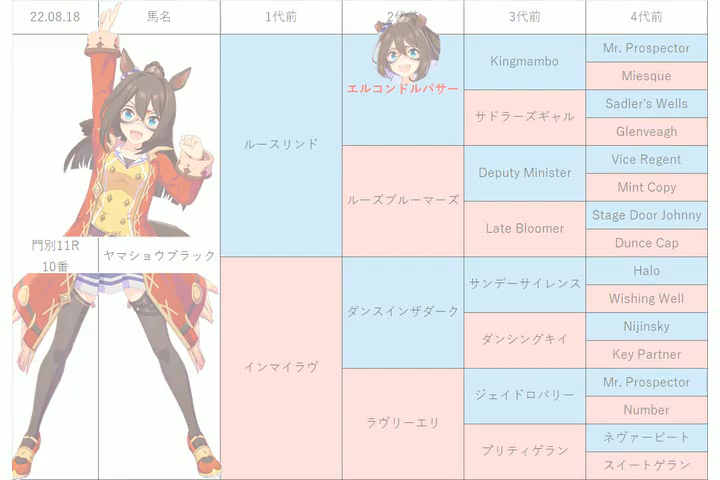 22.08.18 馬名 1代前 2代前 3代前 4代前
門別11R
10番
ヤマショウブラック
ルースリンド
インマイラヴ
エルコンドルパサー
ルーズブルーマーズ
ダンスインザダーク
ラヴリーエリ
Kingmambo
サドラーズギャル
Deputy Minister
Late Bloomer
サンデーサイレンス
ダンシングキイ
ジェイドロバリー
プリティゲラン
Mr. Prospector
Miesque
Sadler's Wells
Glenveagh
Vice Regent
Mint Copy
Stage Door Johnny
Dunce Cap
Halo
Wishing Well
Nijinsky
Key Partner
Mr. Prospector
Number
ネヴァービート
スイートゲラン